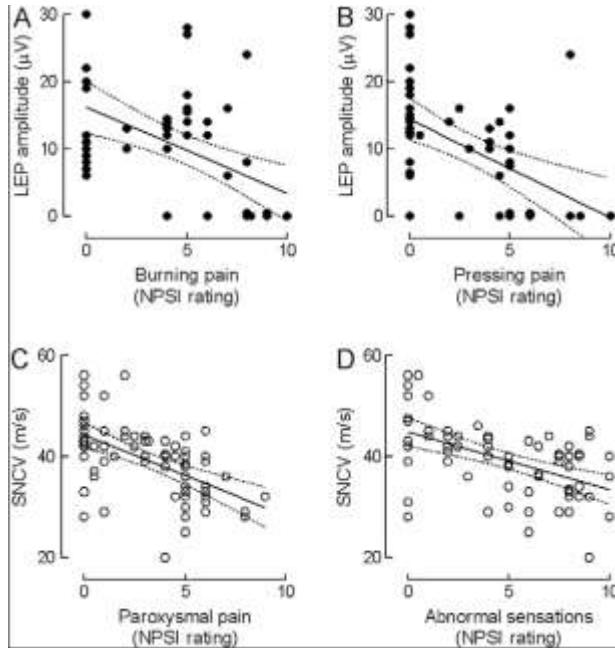 A
LEP amplitude (μV)
30
20
10
0
0
5
10
Burning pain
(NPSI rating)
B
LEP amplitude (μV)
30
20
10
0
0
5
10
Pressing pain
(NPSI rating)
C
SNCV (m/s)
60
40
20
0
5
10
Paroxysmal pain
(NPSI rating)
D
SNCV (m/s)
60
40
20
0
5
10
Abnormal sensations
(NPSI rating)